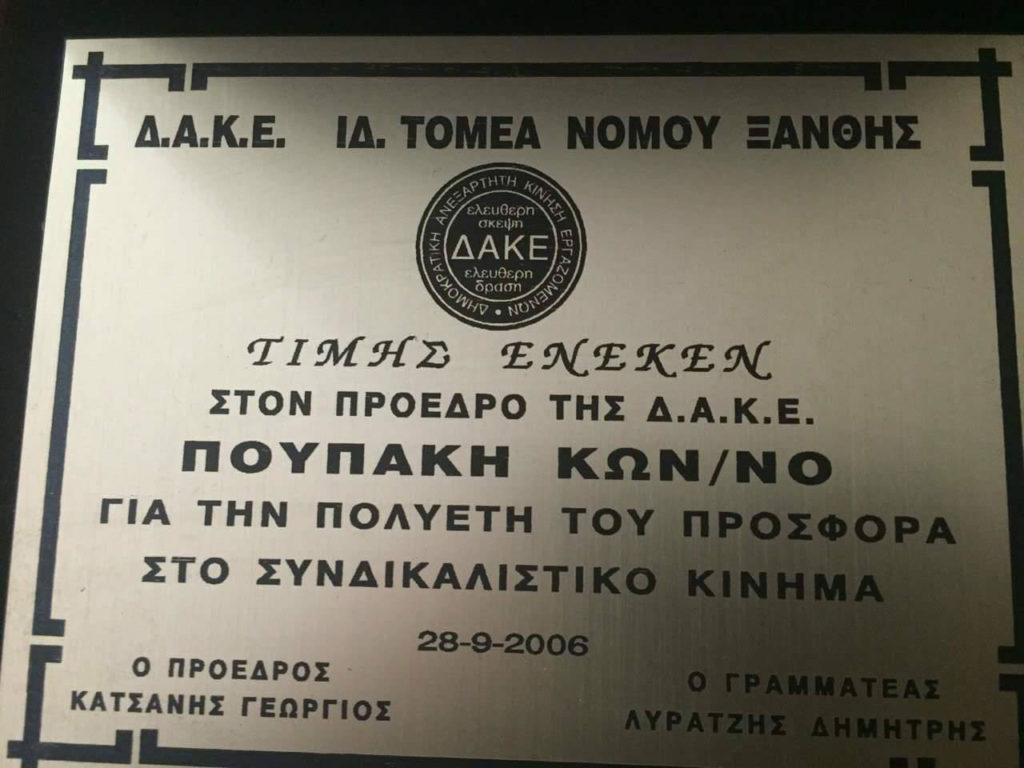 Δ.Α.Κ.Ε. ΙΔ. ΤΟΜΕΑ ΝΟΜΟΥ ΞΑΝΘΗΣ
ΔΗΜΟΚΡΑΤΙΚΗ ΑΝΕΞΑΡΤΗΤΗ ΚΙΝΗΣΗ ΕΡΓΑΖΟΜΕΝΩΝ •
ελευθερη
σκεψη
ΔΑΚΕ
ελευθερη
δραση
ΤΙΜΗΣ ΕΝΕΚΕΝ
ΣΤΟΝ ΠΡΟΕΔΡΟ ΤΗΣ Δ.Α.Κ.Ε.
ΠΟΥΠΑΚΗ ΚΩΝ/ΝΟ
ΓΙΑ ΤΗΝ ΠΟΛΥΕΤΗ ΤΟΥ ΠΡΟΣΦΟΡΑ
ΣΤΟ ΣΥΝΔΙΚΑΛΙΣΤΙΚΟ ΚΙΝΗΜΑ
28-9-2006
Ο ΠΡΟΕΔΡΟΣ
ΚΑΤΣΑΝΗΣ ΓΕΩΡΓΙΟΣ
Ο ΓΡΑΜΜΑΤΕΑΣ
ΛΥΡΑΤΖΗΣ ΔΗΜΗΤΡΗΣ